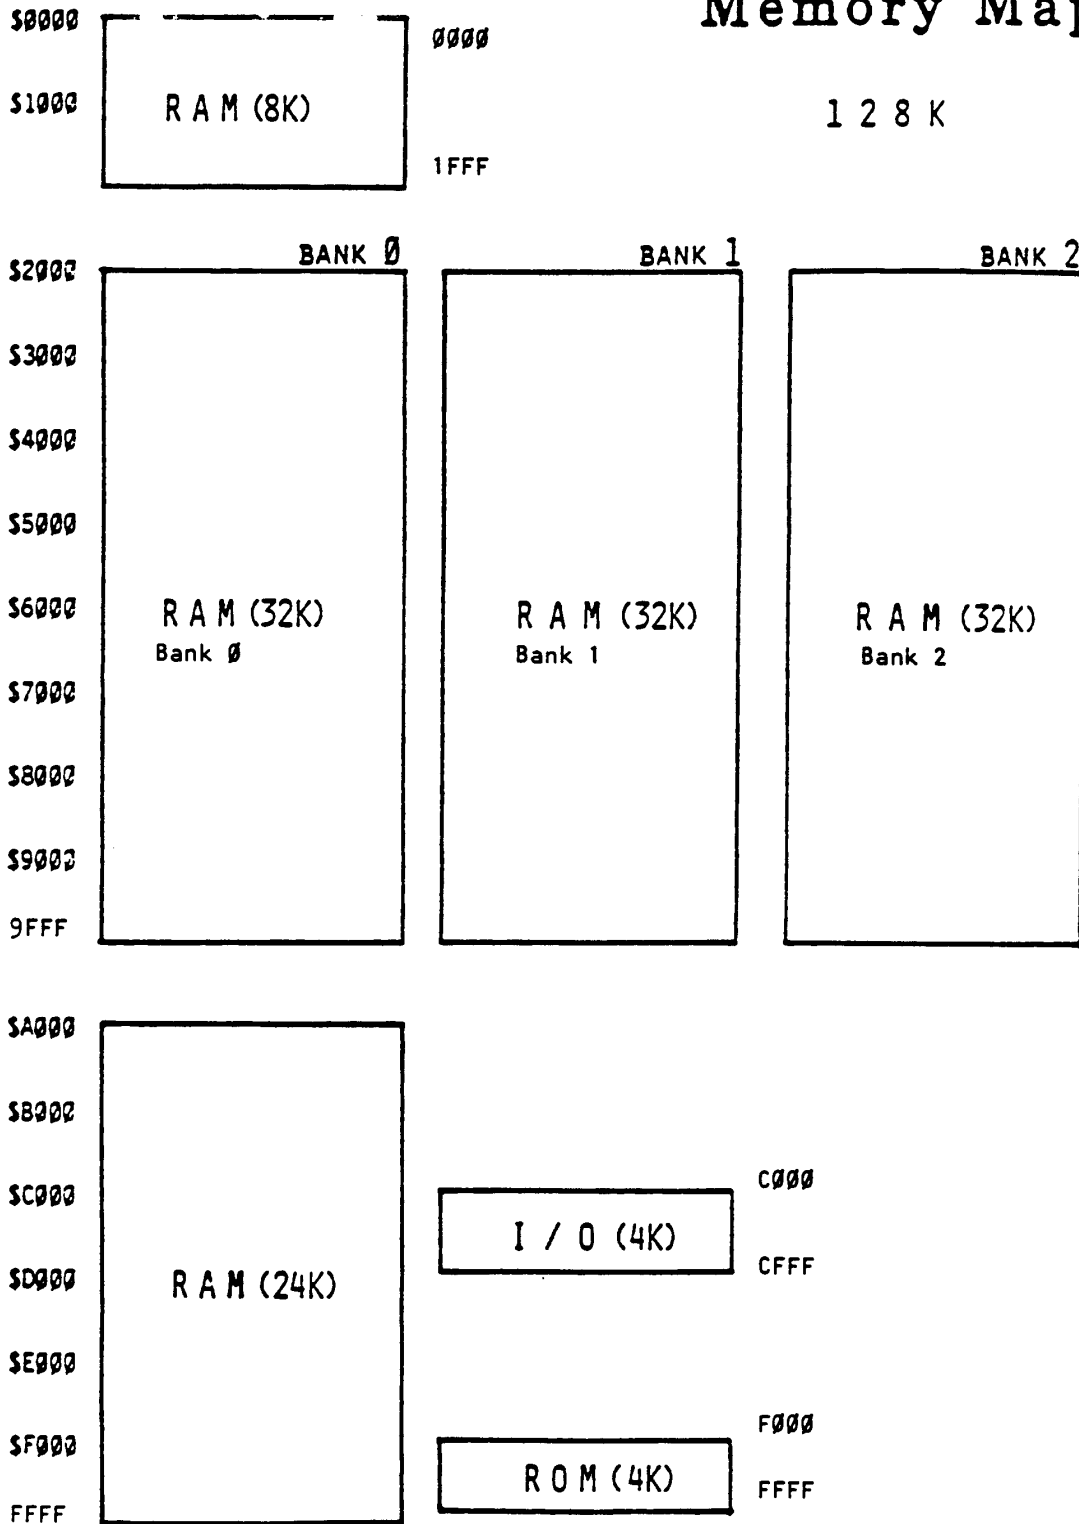 Memory Map
128K
$0000
0000
$1000
RAM (8K)
1FFF
BANK 0
BANK 1
BANK 2
$2000
$3000
$4000
$5000
$6000
RAM (32K)
Bank 0
RAM (32K)
Bank 1
RAM (32K)
Bank 2
$7000
$8000
$9000
9FFF
$A000
$B000
$C000
C000
I/O (4K)
CFFF
$D000
RAM (24K)
$E000
$F000
F000
ROM (4K)
FFFF
FFFF